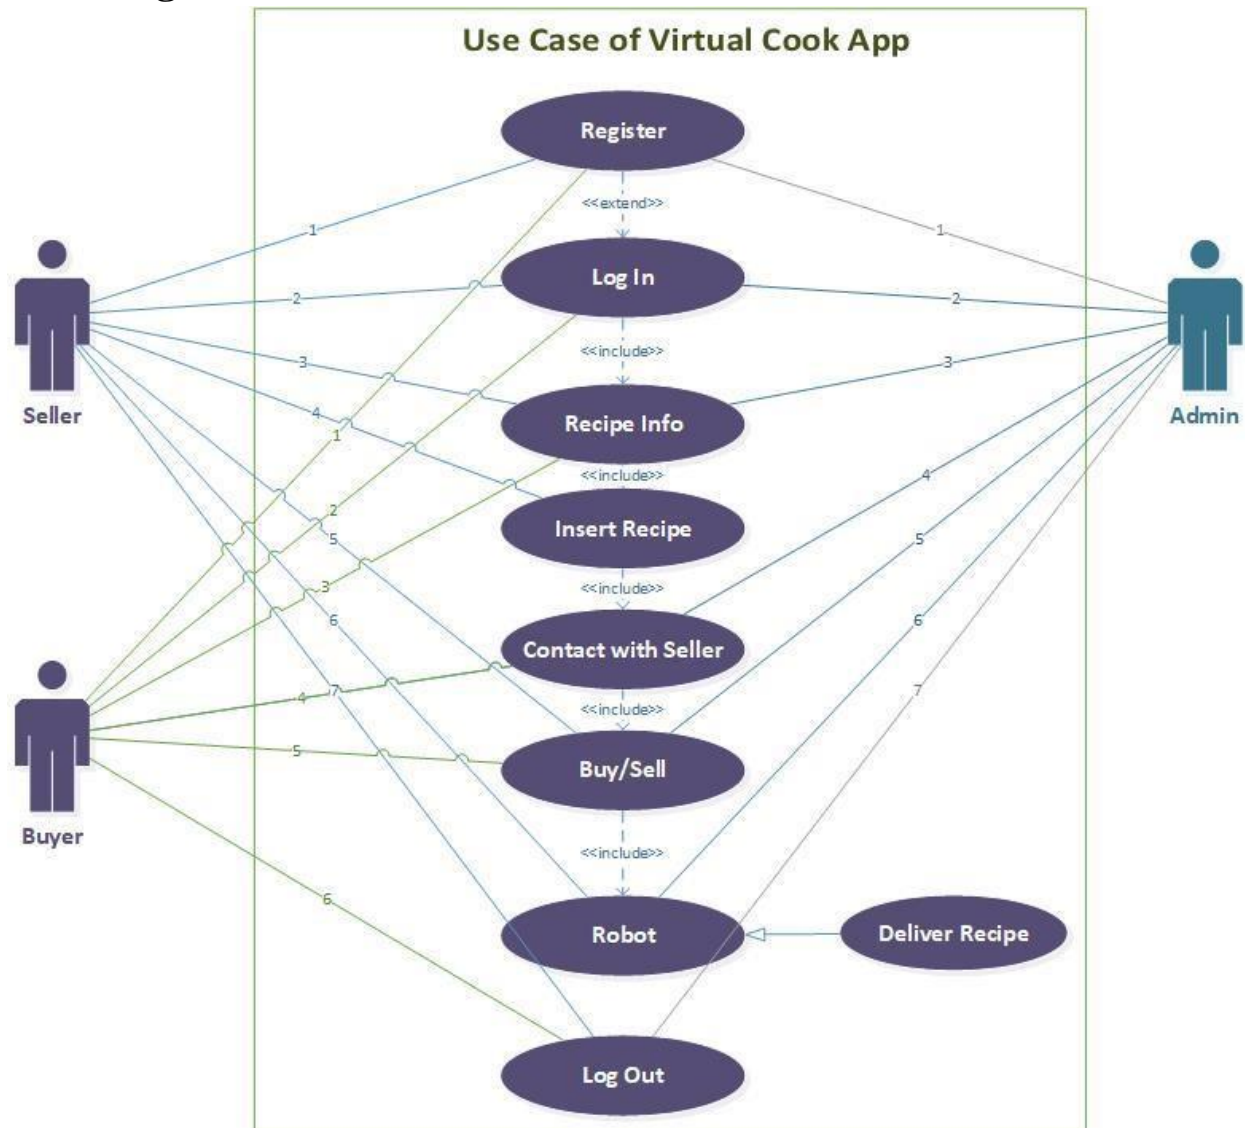 Use Case of Virtual Cook App
Register
<<extend>>
1
1
Log In
2
2
<<include>>
3
3
Seller
Admin
Recipe Info
4
1
<<include>>
4
Insert Recipe
2
5
5
<<include>>
3
6
6
Contact with Seller
4
7
7
<<include>>
5
Buy/Sell
Buyer
<<include>>
6
Robot
Deliver Recipe
Log Out